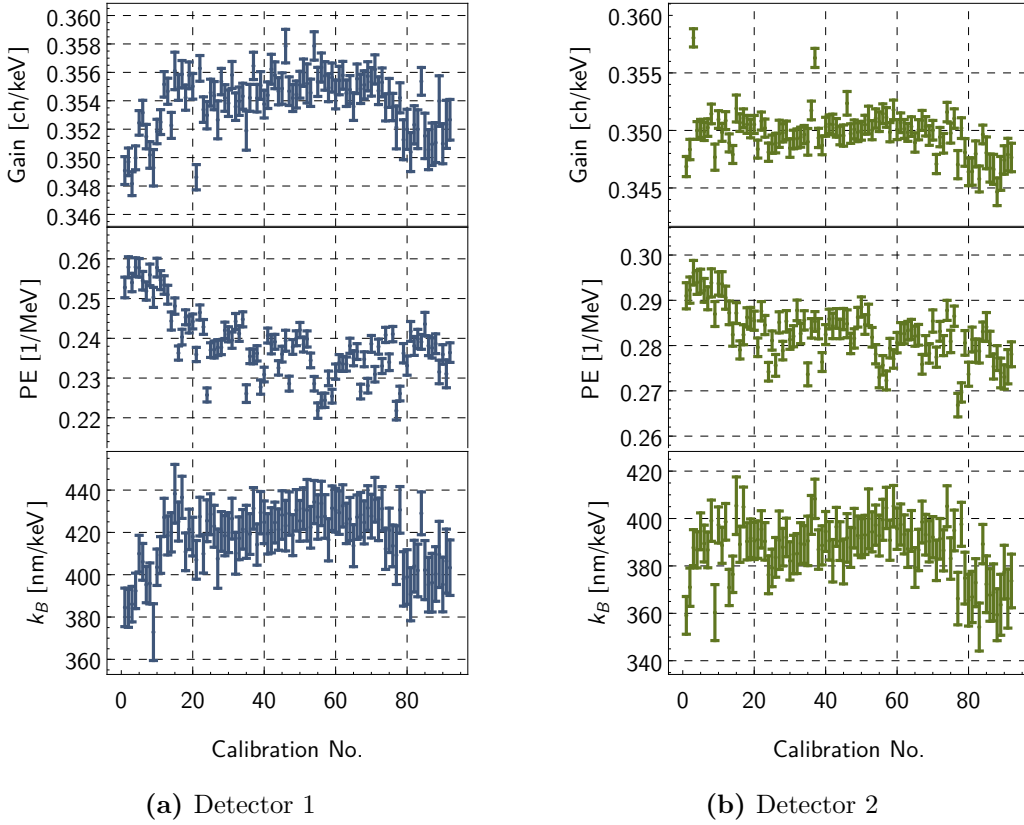 Gain [ch/keV]
0.360
0.358
0.356
0.354
0.352
0.350
0.348
0.346
PE [1/MeV]
0.26
0.25
0.24
0.23
0.22
k_B [nm/keV]
440
420
400
380
360
0 20 40 60 80
Calibration No.
(a) Detector 1
Gain [ch/keV]
0.360
0.355
0.350
0.345
PE [1/MeV]
0.30
0.29
0.28
0.27
0.26
k_B [nm/keV]
420
400
380
360
340
0 20 40 60 80
Calibration No.
(b) Detector 2